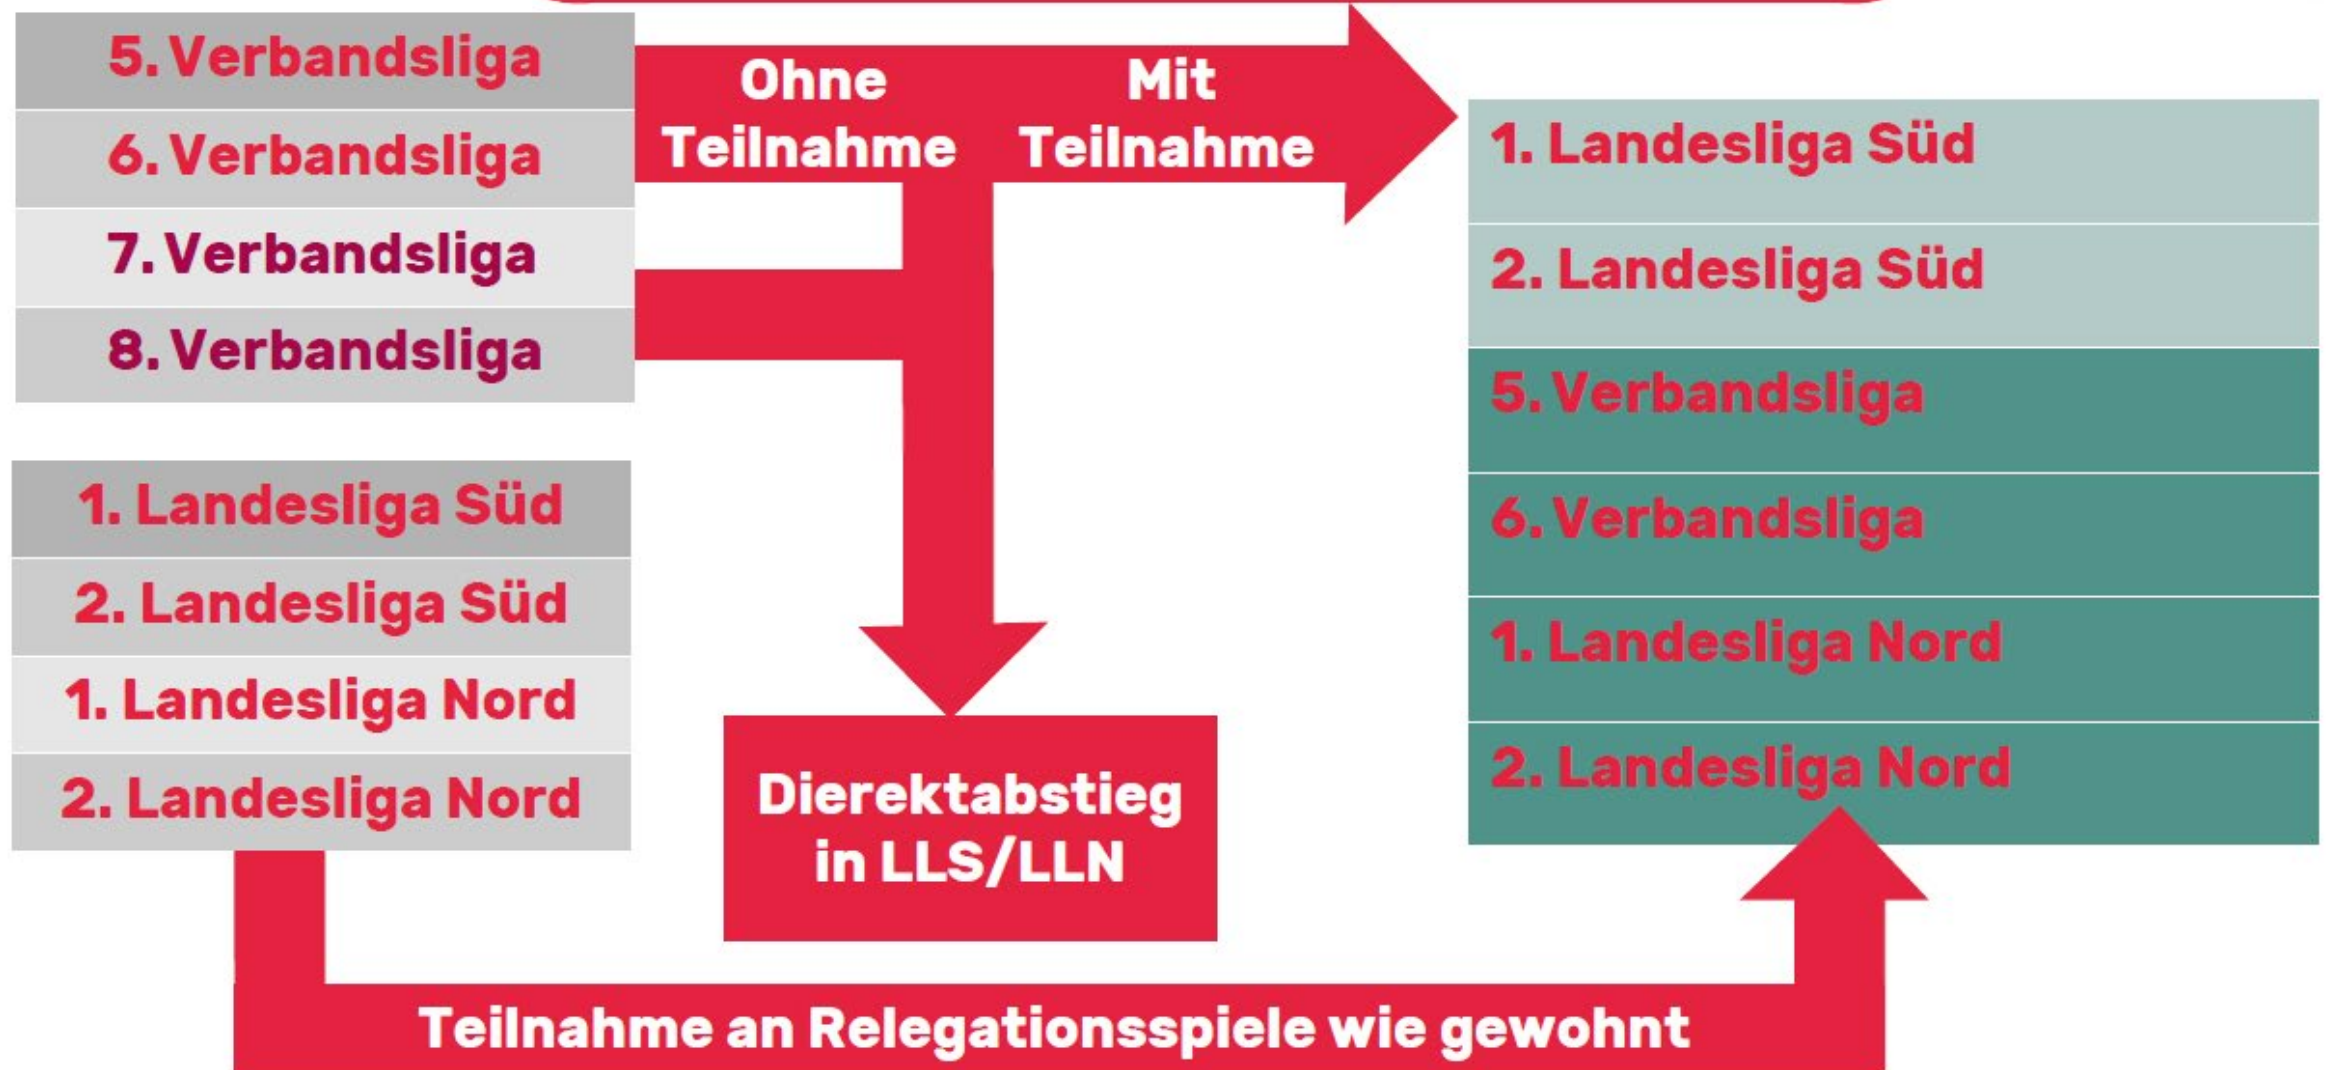 5. Verbandsliga
6. Verbandsliga
7. Verbandsliga
8. Verbandsliga
Ohne
Teilnahme
Mit
Teilnahme
1. Landesliga Süd
2. Landesliga Süd
1. Landesliga Nord
2. Landesliga Nord
Dierektabstieg
in LLS/LLN
1. Landesliga Süd
2. Landesliga Süd
5. Verbandsliga
6. Verbandsliga
1. Landesliga Nord
2. Landesliga Nord
Teilnahme an Relegationsspiele wie gewohnt